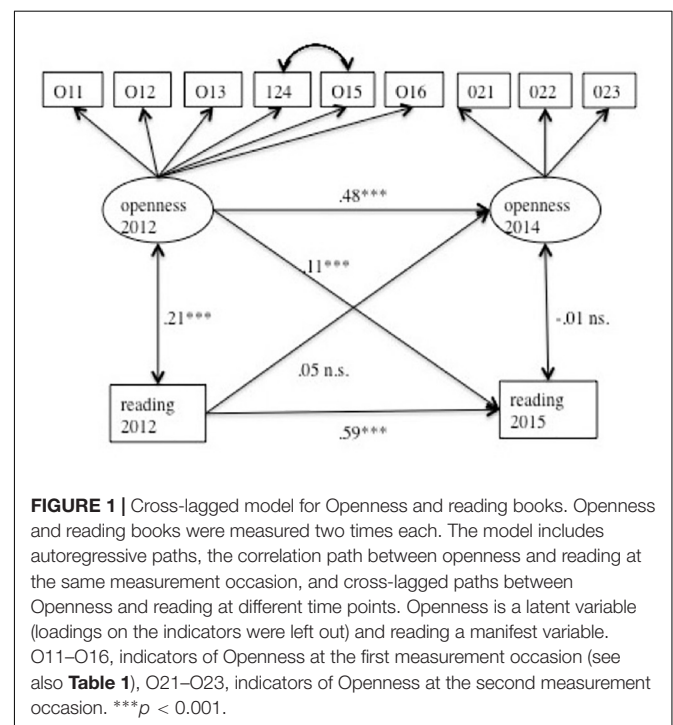 O11 O12 O13 124 O15 O16 021 022 023
openness
2012
.48***
openness
2014
.11***
.21***
-.01 ns.
.05 n.s.
reading
2012
reading
2015
.59***
FIGURE 1 | Cross-lagged model for Openness and reading books. Openness
and reading books were measured two times each. The model includes
autoregressive paths, the correlation path between openness and reading at
the same measurement occasion, and cross-lagged paths between
Openness and reading at different time points. Openness is a latent variable
(loadings on the indicators were left out) and reading a manifest variable.
O11–O16, indicators of Openness at the first measurement occasion (see
also Table 1), O21–O23, indicators of Openness at the second measurement
occasion. ***p < 0.001.